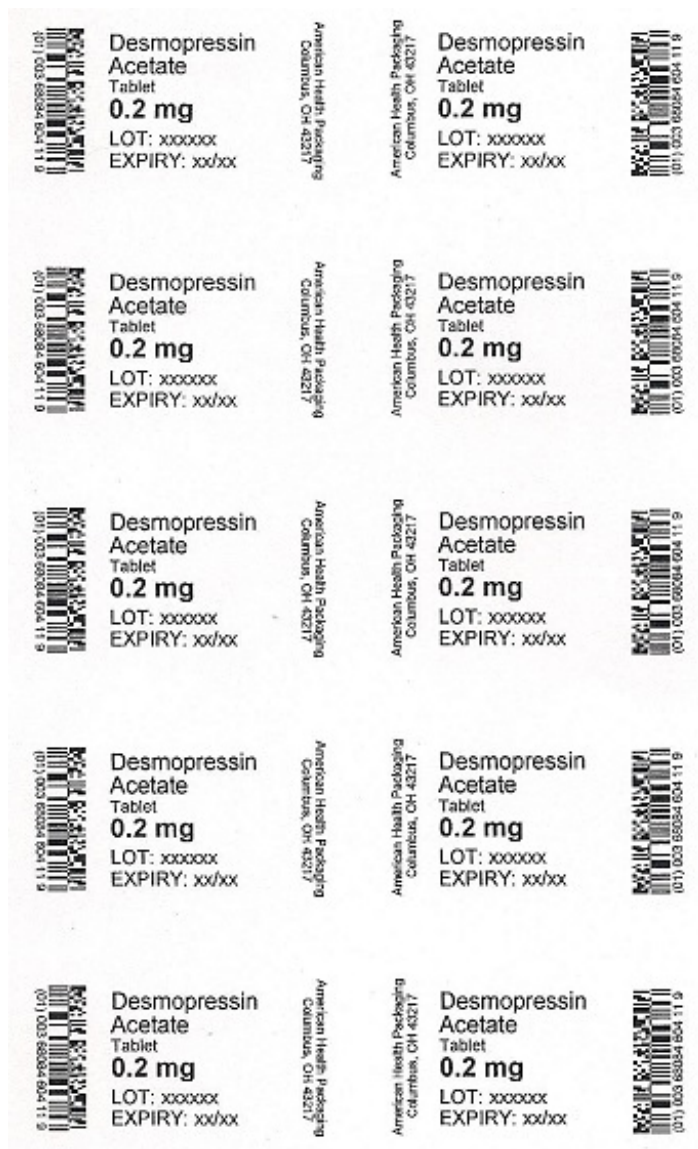 (01) 003 68084 604 11 9
Desmopressin
Acetate
Tablet
0.2 mg
LOT: xxxxxx
EXPIRY: xx/xx
American Health Packaging
Columbus, OH 43217
American Health Packaging
Columbus, OH 43217
Desmopressin
Acetate
Tablet
0.2 mg
LOT: xxxxxx
EXPIRY: xx/xx
(01) 003 68084 604 11 9
(01) 003 68084 604 11 9
Desmopressin
Acetate
Tablet
0.2 mg
LOT: xxxxxx
EXPIRY: xx/xx
American Health Packaging
Columbus, OH 43217
American Health Packaging
Columbus, OH 43217
Desmopressin
Acetate
Tablet
0.2 mg
LOT: xxxxxx
EXPIRY: xx/xx
(01) 003 68084 604 11 9
(01) 003 68084 604 11 9
Desmopressin
Acetate
Tablet
0.2 mg
LOT: xxxxxx
EXPIRY: xx/xx
American Health Packaging
Columbus, OH 43217
American Health Packaging
Columbus, OH 43217
Desmopressin
Acetate
Tablet
0.2 mg
LOT: xxxxxx
EXPIRY: xx/xx
(01) 003 68084 604 11 9
(01) 003 68084 604 11 9
Desmopressin
Acetate
Tablet
0.2 mg
LOT: xxxxxx
EXPIRY: xx/xx
American Health Packaging
Columbus, OH 43217
American Health Packaging
Columbus, OH 43217
Desmopressin
Acetate
Tablet
0.2 mg
LOT: xxxxxx
EXPIRY: xx/xx
(01) 003 68084 604 11 9
(01) 003 68084 604 11 9
Desmopressin
Acetate
Tablet
0.2 mg
LOT: xxxxxx
EXPIRY: xx/xx
American Health Packaging
Columbus, OH 43217
American Health Packaging
Columbus, OH 43217
Desmopressin
Acetate
Tablet
0.2 mg
LOT: xxxxxx
EXPIRY: xx/xx
(01) 003 68084 604 11 9